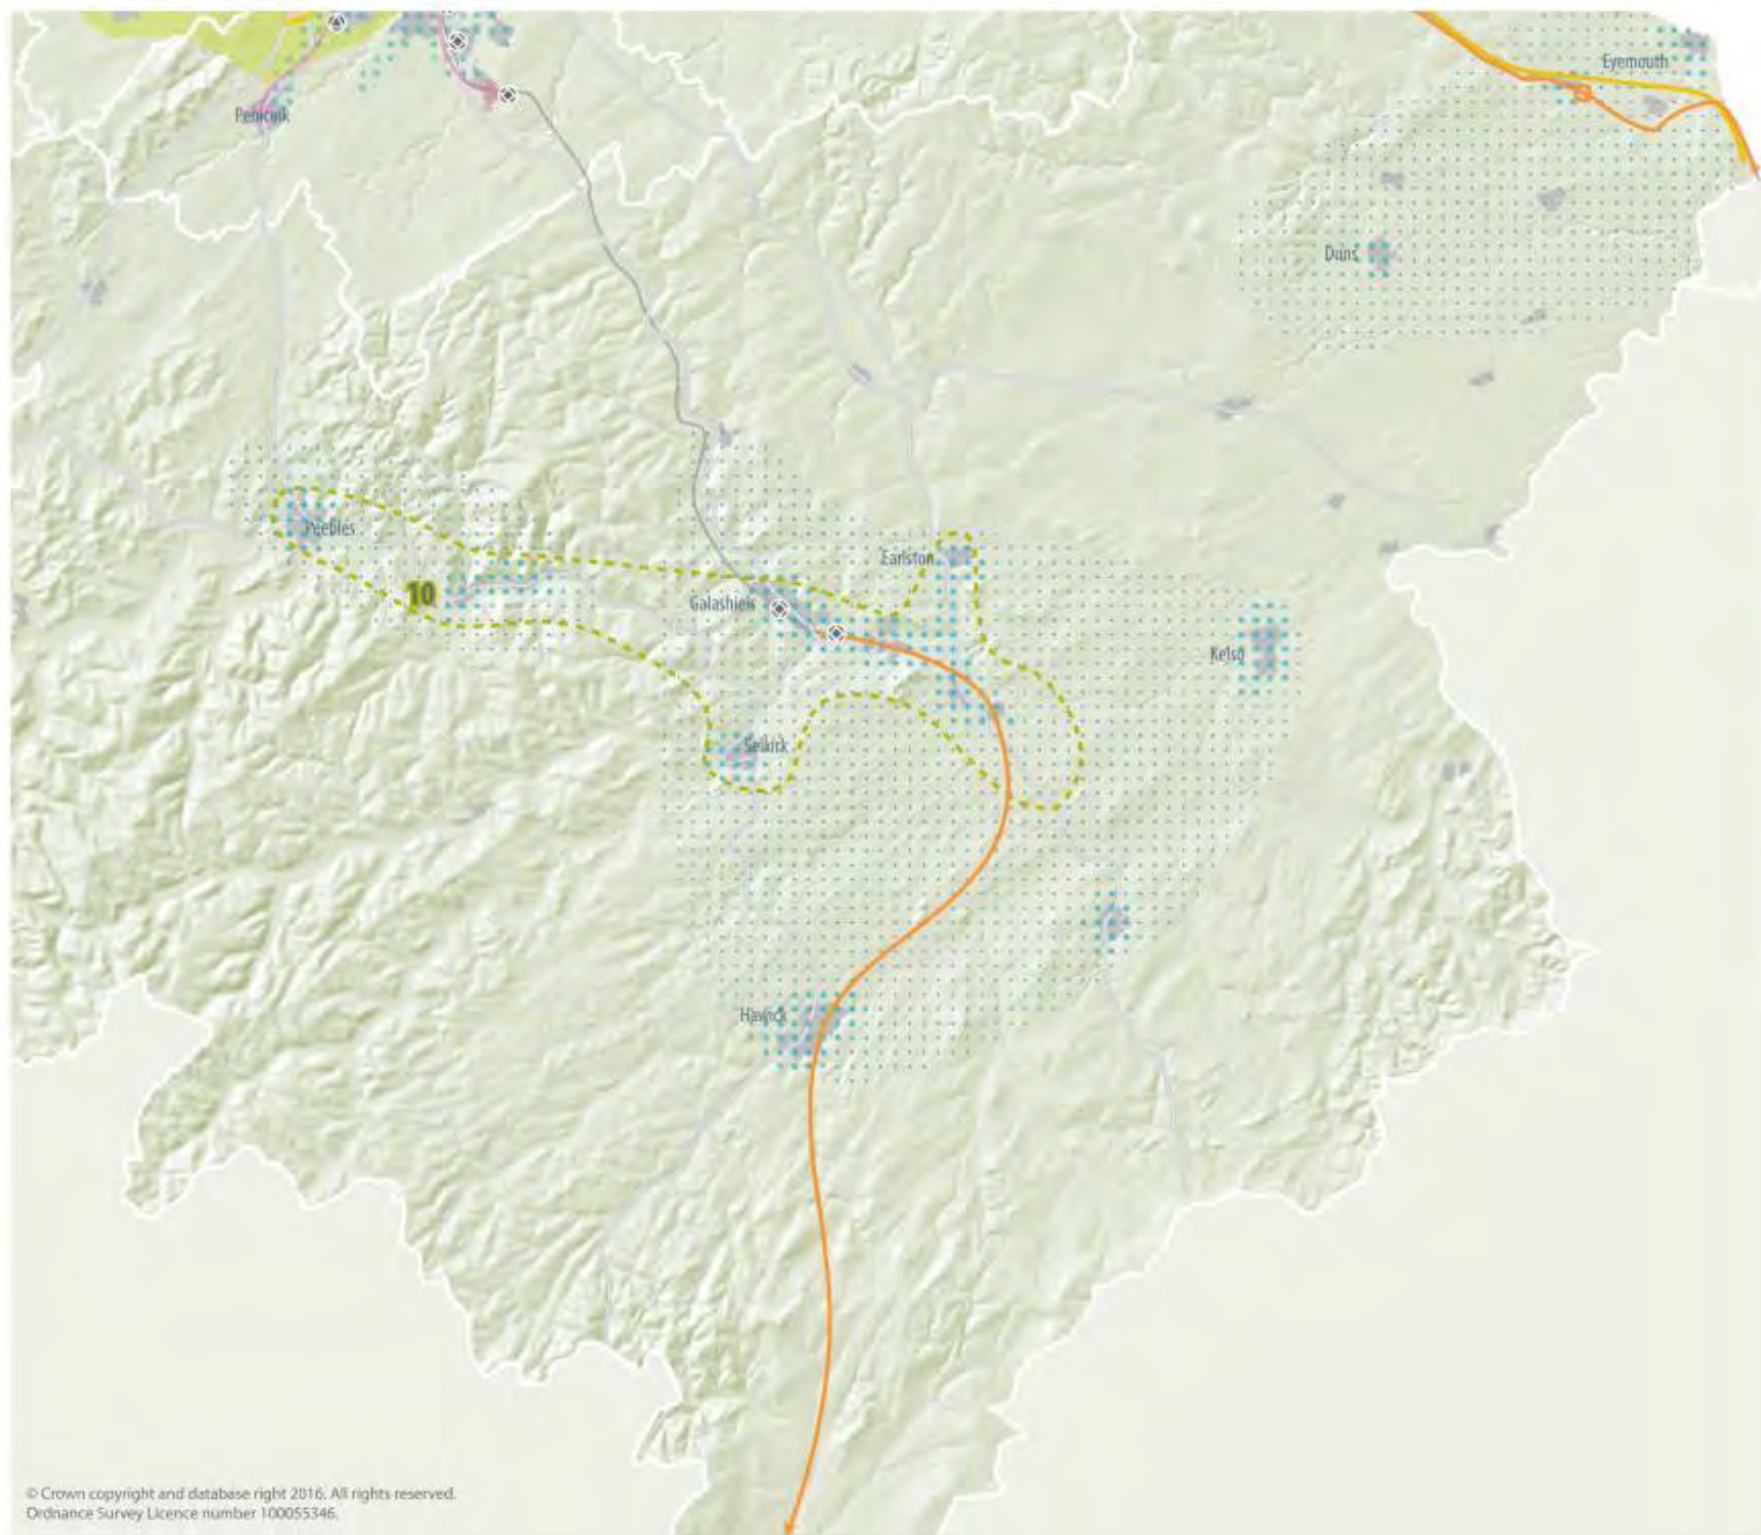 Eyemouth
Penicuik
Duns
Peebles
Earlston
10
Galashiels
Kelso
Selkirk
Hawick
© Crown copyright and database right 2016. All rights reserved.
Ordnance Survey Licence number 100055346.